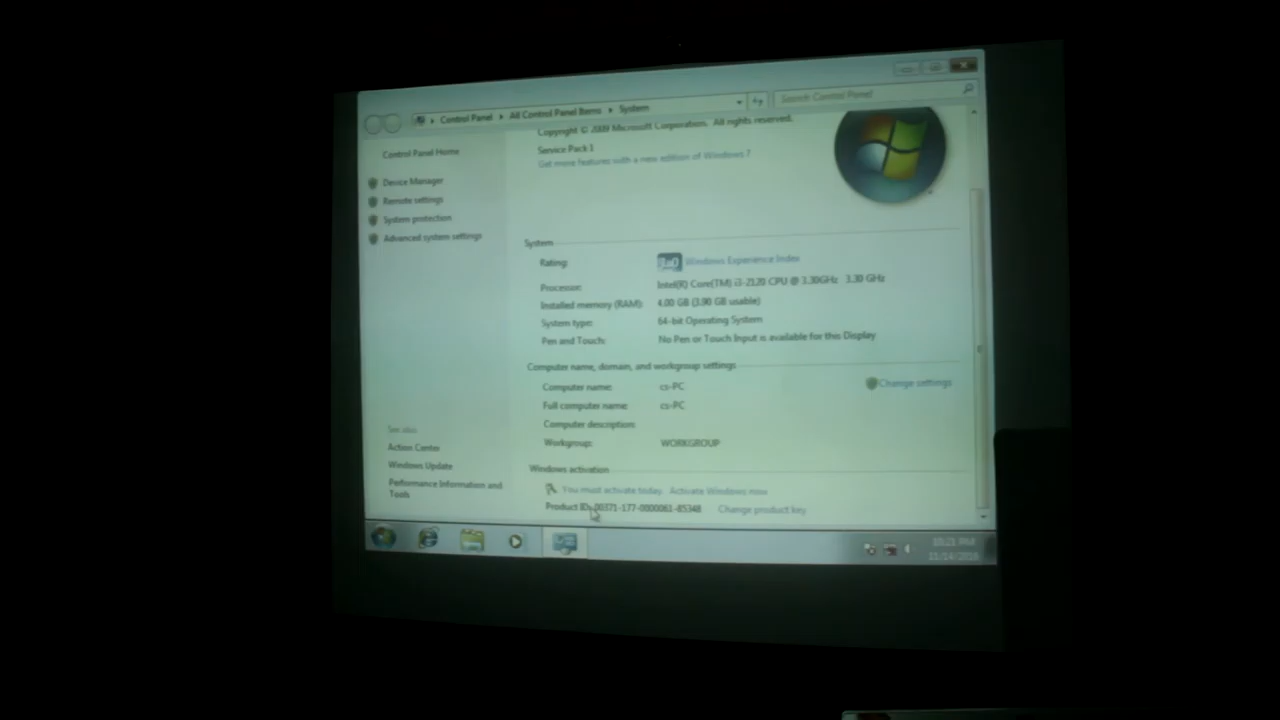 Control Panel ▸ All Control Panel Items ▸ System
Search Control Panel
Control Panel Home
Device Manager
Remote settings
System protection
Advanced system settings
See also
Action Center
Windows Update
Performance Information and
Tools
Copyright © 2009 Microsoft Corporation. All rights reserved.
Service Pack 1
Get more features with a new edition of Windows 7
System
Rating: Windows Experience Index
Processor: Intel(R) Core(TM) i3-2120 CPU @ 3.30GHz 3.30 GHz
Installed memory (RAM): 4.00 GB (3.90 GB usable)
System type: 64-bit Operating System
Pen and Touch: No Pen or Touch Input is available for this Display
Computer name, domain, and workgroup settings
Computer name: cs-PC Change settings
Full computer name: cs-PC
Computer description:
Workgroup: WORKGROUP
Windows activation
You must activate today. Activate Windows now
Product ID: 00371-177-0000061-85348 Change product key
10:21 PM
11/14/2016